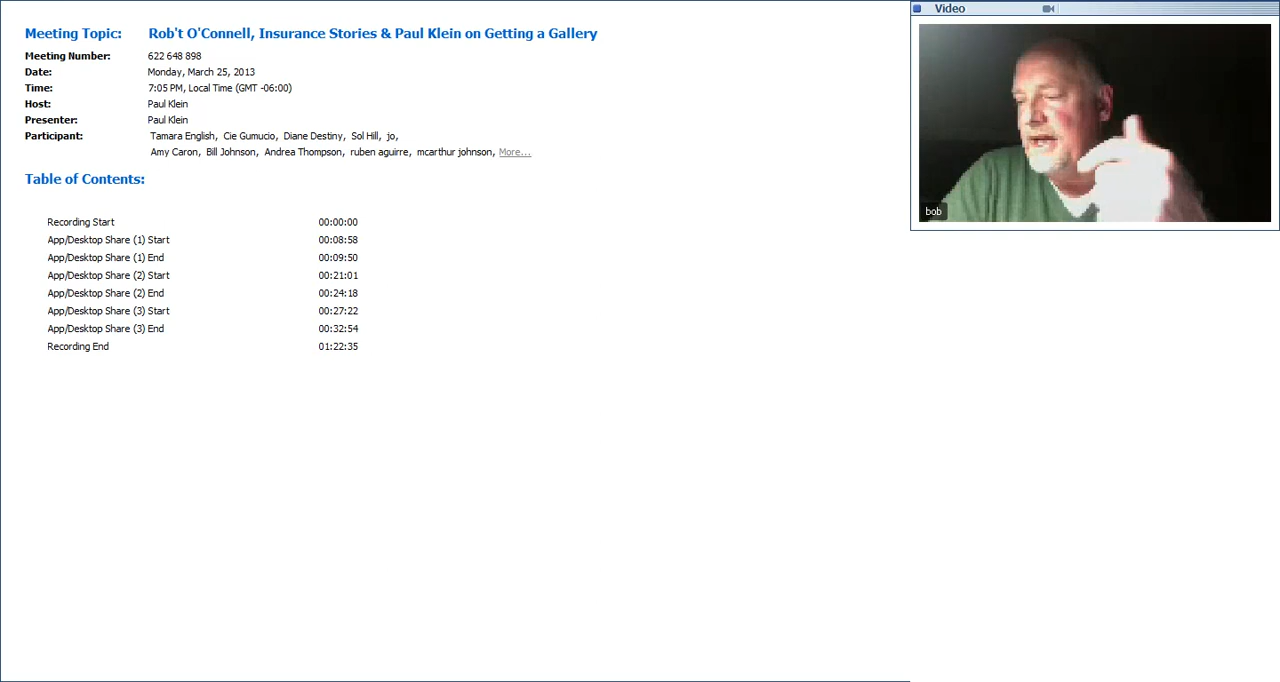 Video
Meeting Topic: Rob't O'Connell, Insurance Stories & Paul Klein on Getting a Gallery
Meeting Number: 622 648 898
Date: Monday, March 25, 2013
Time: 7:05 PM, Local Time (GMT -06:00)
Host: Paul Klein
Presenter: Paul Klein
Participant: Tamara English, Cie Gumucio, Diane Destiny, Sol Hill, jo,
Amy Caron, Bill Johnson, Andrea Thompson, ruben aguirre, mcarthur johnson, More...
Table of Contents:
bob
Recording Start 00:00:00
App/Desktop Share (1) Start 00:08:58
App/Desktop Share (1) End 00:09:50
App/Desktop Share (2) Start 00:21:01
App/Desktop Share (2) End 00:24:18
App/Desktop Share (3) Start 00:27:22
App/Desktop Share (3) End 00:32:54
Recording End 01:22:35